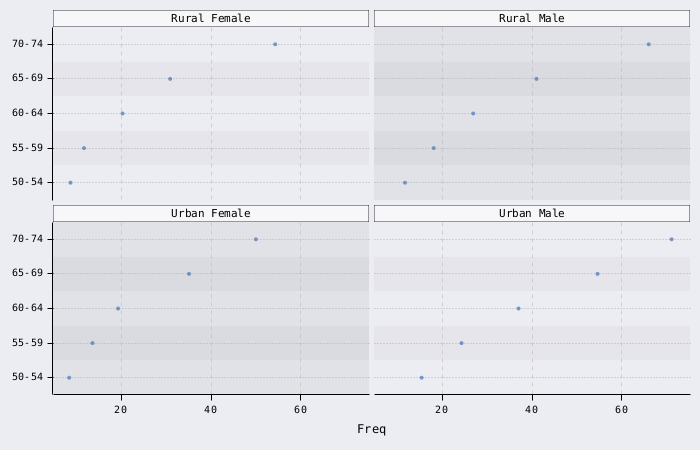 Rural Female
Rural Male
70-74
65-69
60-64
55-59
50-54
Urban Female
Urban Male
70-74
65-69
60-64
55-59
50-54
20 40 60 20 40 60
Freq